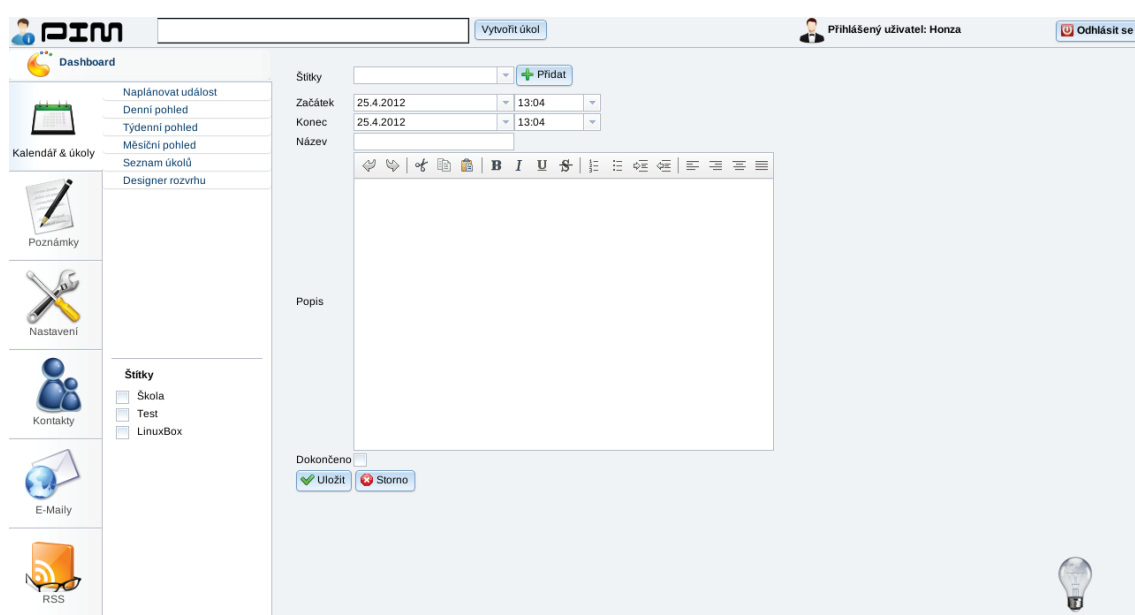 PIM
Vytvořit úkol
Přihlášený uživatel: Honza
Odhlásit se
Dashboard
Kalendář & úkoly
Poznámky
Nastavení
Kontakty
E-Maily
RSS
Naplánovat událost
Denní pohled
Týdenní pohled
Měsíční pohled
Seznam úkolů
Designer rozvrhu
Štítky
Škola
Test
LinuxBox
Štítky
Přidat
Začátek 25.4.2012 13:04
Konec 25.4.2012 13:04
Název
B I U S
Popis
Dokončeno
Uložit Storno